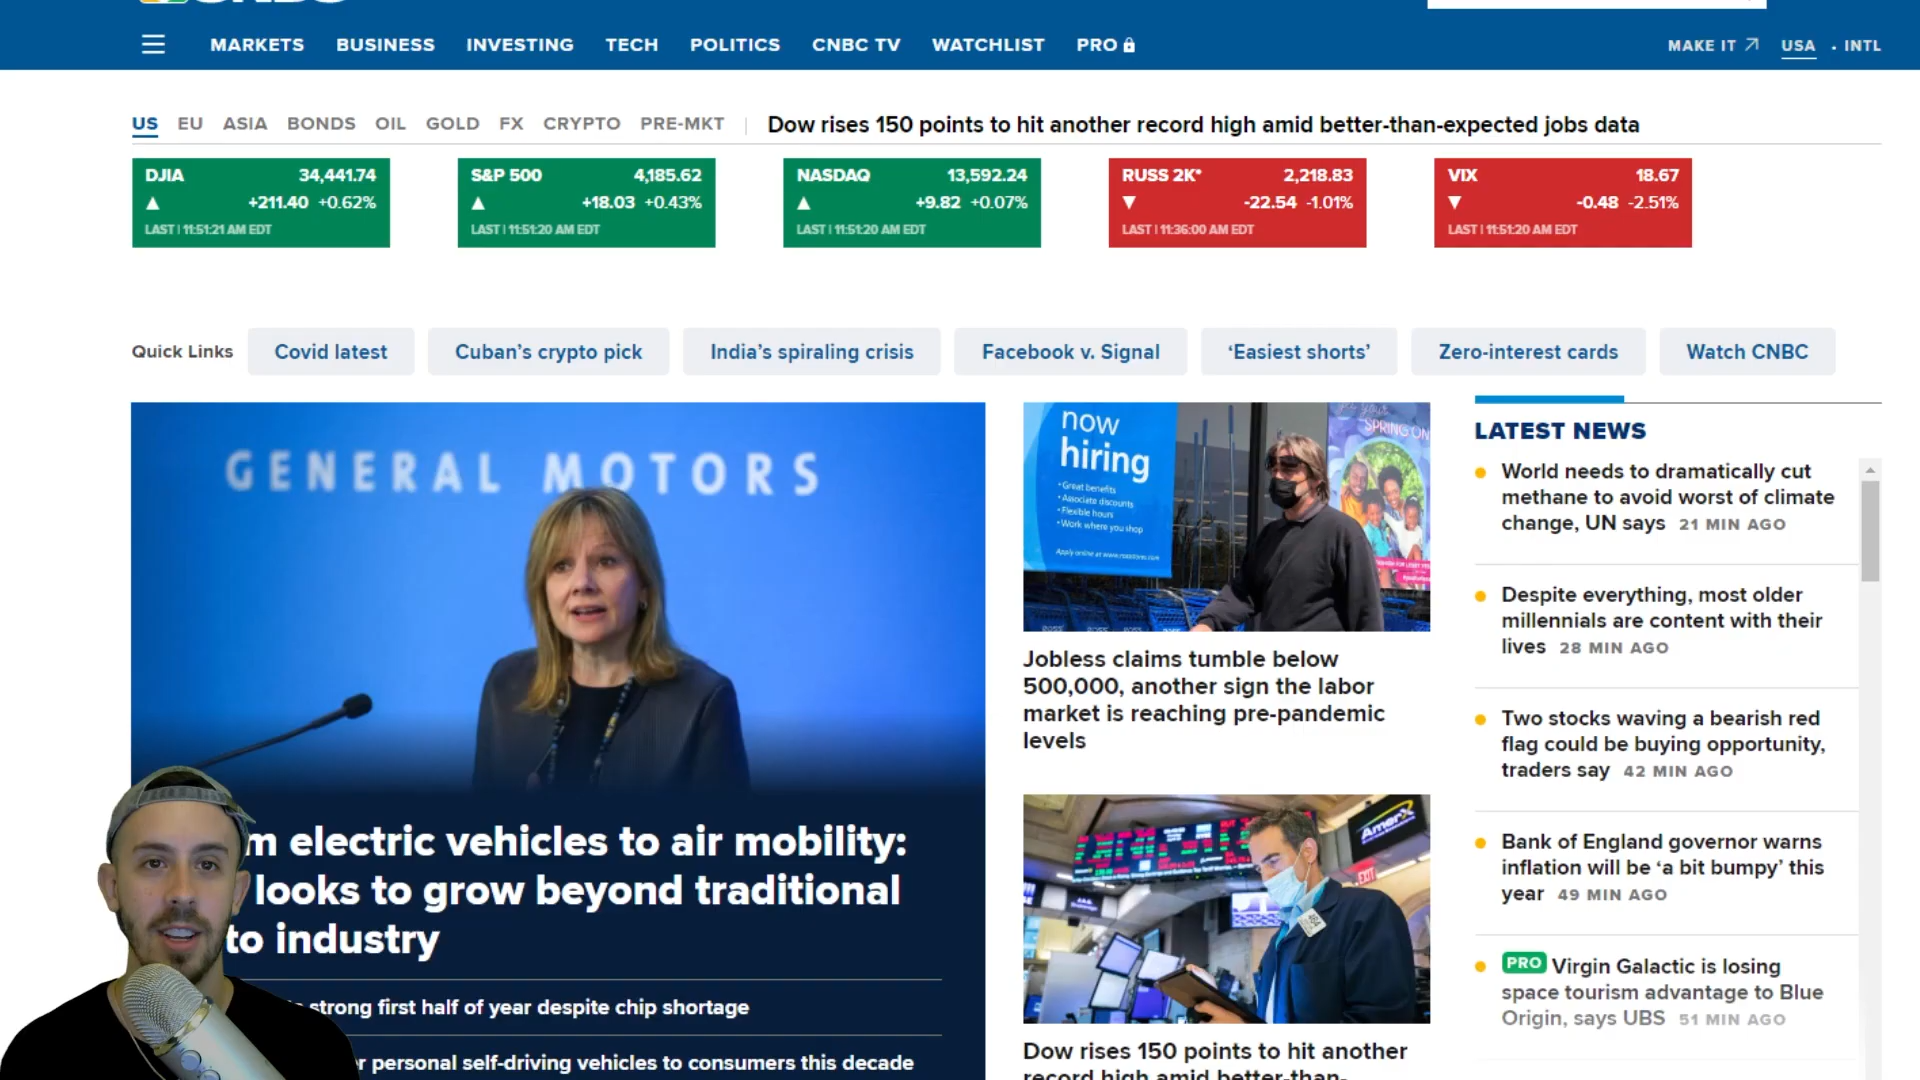 MARKETS BUSINESS INVESTING TECH POLITICS CNBC TV WATCHLIST PRO
MAKE IT USA · INTL
US EU ASIA BONDS OIL GOLD FX CRYPTO PRE-MKT
Dow rises 150 points to hit another record high amid better-than-expected jobs data
DJIA 34,441.74
+211.40 +0.62%
LAST | 11:51:21 AM EDT
S&P 500 4,185.62
+18.03 +0.43%
LAST | 11:51:20 AM EDT
NASDAQ 13,592.24
+9.82 +0.07%
LAST | 11:51:20 AM EDT
RUSS 2K* 2,218.83
-22.54 -1.01%
LAST | 11:36:00 AM EDT
VIX 18.67
-0.48 -2.51%
LAST | 11:51:20 AM EDT
Quick Links
Covid latest
Cuban's crypto pick
India's spiraling crisis
Facebook v. Signal
‘Easiest shorts’
Zero-interest cards
Watch CNBC
GENERAL MOTORS
m electric vehicles to air mobility:
looks to grow beyond traditional
to industry
strong first half of year despite chip shortage
r personal self-driving vehicles to consumers this decade
now
hiring
• Great benefits
• Associate discounts
• Flexible hours
• Work where you shop
SPRING ON
Jobless claims tumble below
500,000, another sign the labor
market is reaching pre-pandemic
levels
EXIT
Dow rises 150 points to hit another
record high amid better-than-
LATEST NEWS
World needs to dramatically cut
methane to avoid worst of climate
change, UN says 21 MIN AGO
Despite everything, most older
millennials are content with their
lives 28 MIN AGO
Two stocks waving a bearish red
flag could be buying opportunity,
traders say 42 MIN AGO
Bank of England governor warns
inflation will be ‘a bit bumpy’ this
year 49 MIN AGO
PRO Virgin Galactic is losing
space tourism advantage to Blue
Origin, says UBS 51 MIN AGO